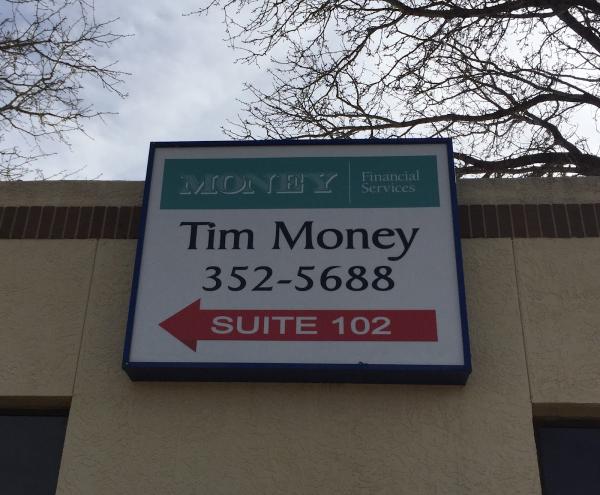 MONEY
Financial
Services
Tim Money
352-5688
SUITE 102